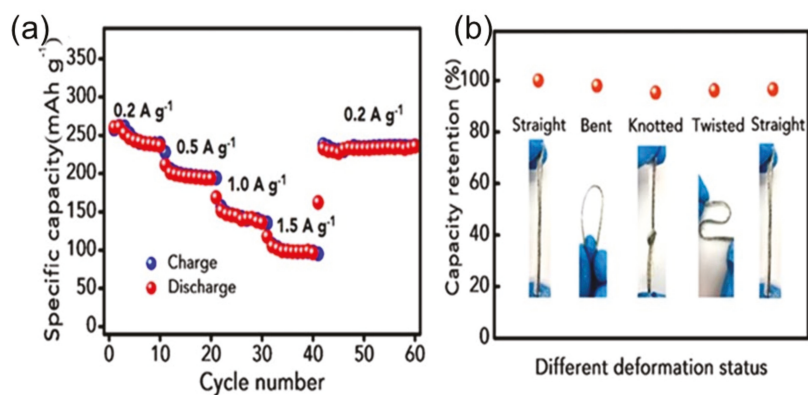 (a)
Specific capacity(mAh g⁻¹)
350
300
250
200
150
100
50
0
0.2 A g⁻¹
0.5 A g⁻¹
1.0 A g⁻¹
1.5 A g⁻¹
0.2 A g⁻¹
Charge
Discharge
0 10 20 30 40 50 60
Cycle number
(b)
Capacity retention (%)
100
80
60
40
20
0
Straight Bent Knotted Twisted Straight
Different deformation status